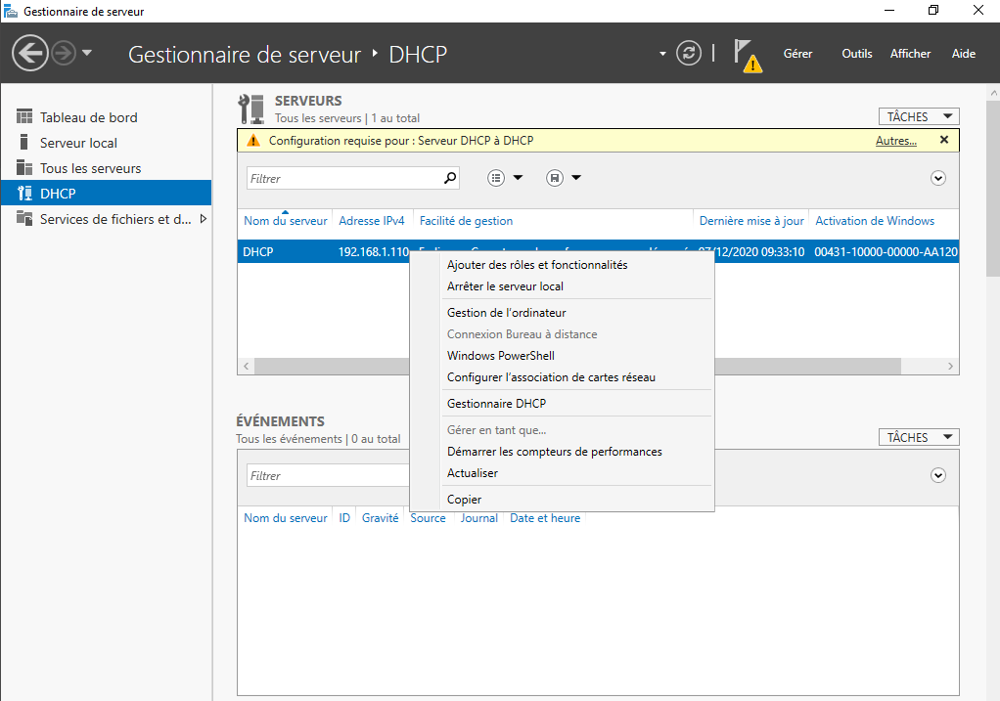 Gestionnaire de serveur
Gestionnaire de serveur ‣ DHCP
Gérer Outils Afficher Aide
Tableau de bord
Serveur local
Tous les serveurs
DHCP
Services de fichiers et d...
SERVEURS
Tous les serveurs | 1 au total
TÂCHES
Configuration requise pour : Serveur DHCP à DHCP
Autres...
Filtrer
Nom du serveur Adresse IPv4 Facilité de gestion Dernière mise à jour Activation de Windows
DHCP 192.168.1.110 07/12/2020 09:33:10 00431-10000-00000-AA120
Ajouter des rôles et fonctionnalités
Arrêter le serveur local
Gestion de l'ordinateur
Connexion Bureau à distance
Windows PowerShell
Configurer l'association de cartes réseau
Gestionnaire DHCP
Gérer en tant que...
Démarrer les compteurs de performances
Actualiser
Copier
ÉVÉNEMENTS
Tous les événements | 0 au total
TÂCHES
Filtrer
Nom du serveur ID Gravité Source Journal Date et heure